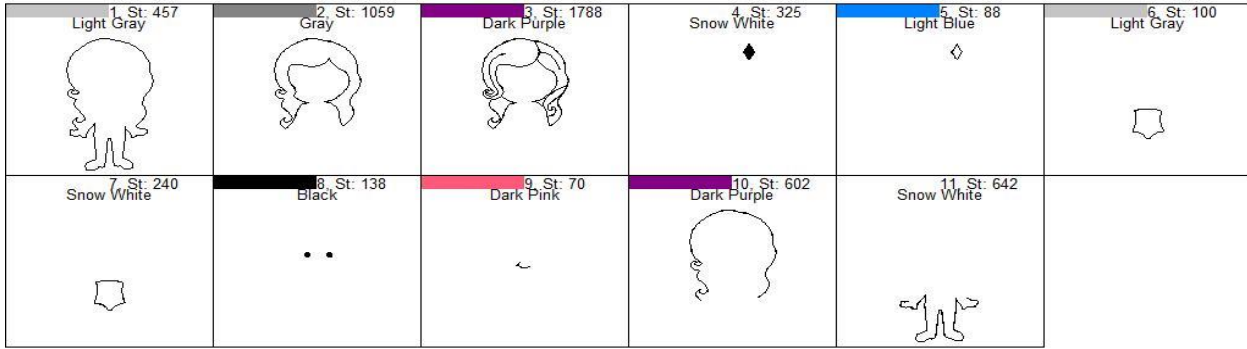 1, St: 457
Light Gray
2, St: 1059
Gray
3, St: 1788
Dark Purple
4, St: 325
Snow White
5, St: 88
Light Blue
6, St: 100
Light Gray
7, St: 240
Snow White
8, St: 138
Black
9, St: 70
Dark Pink
10, St: 602
Dark Purple
11, St: 642
Snow White